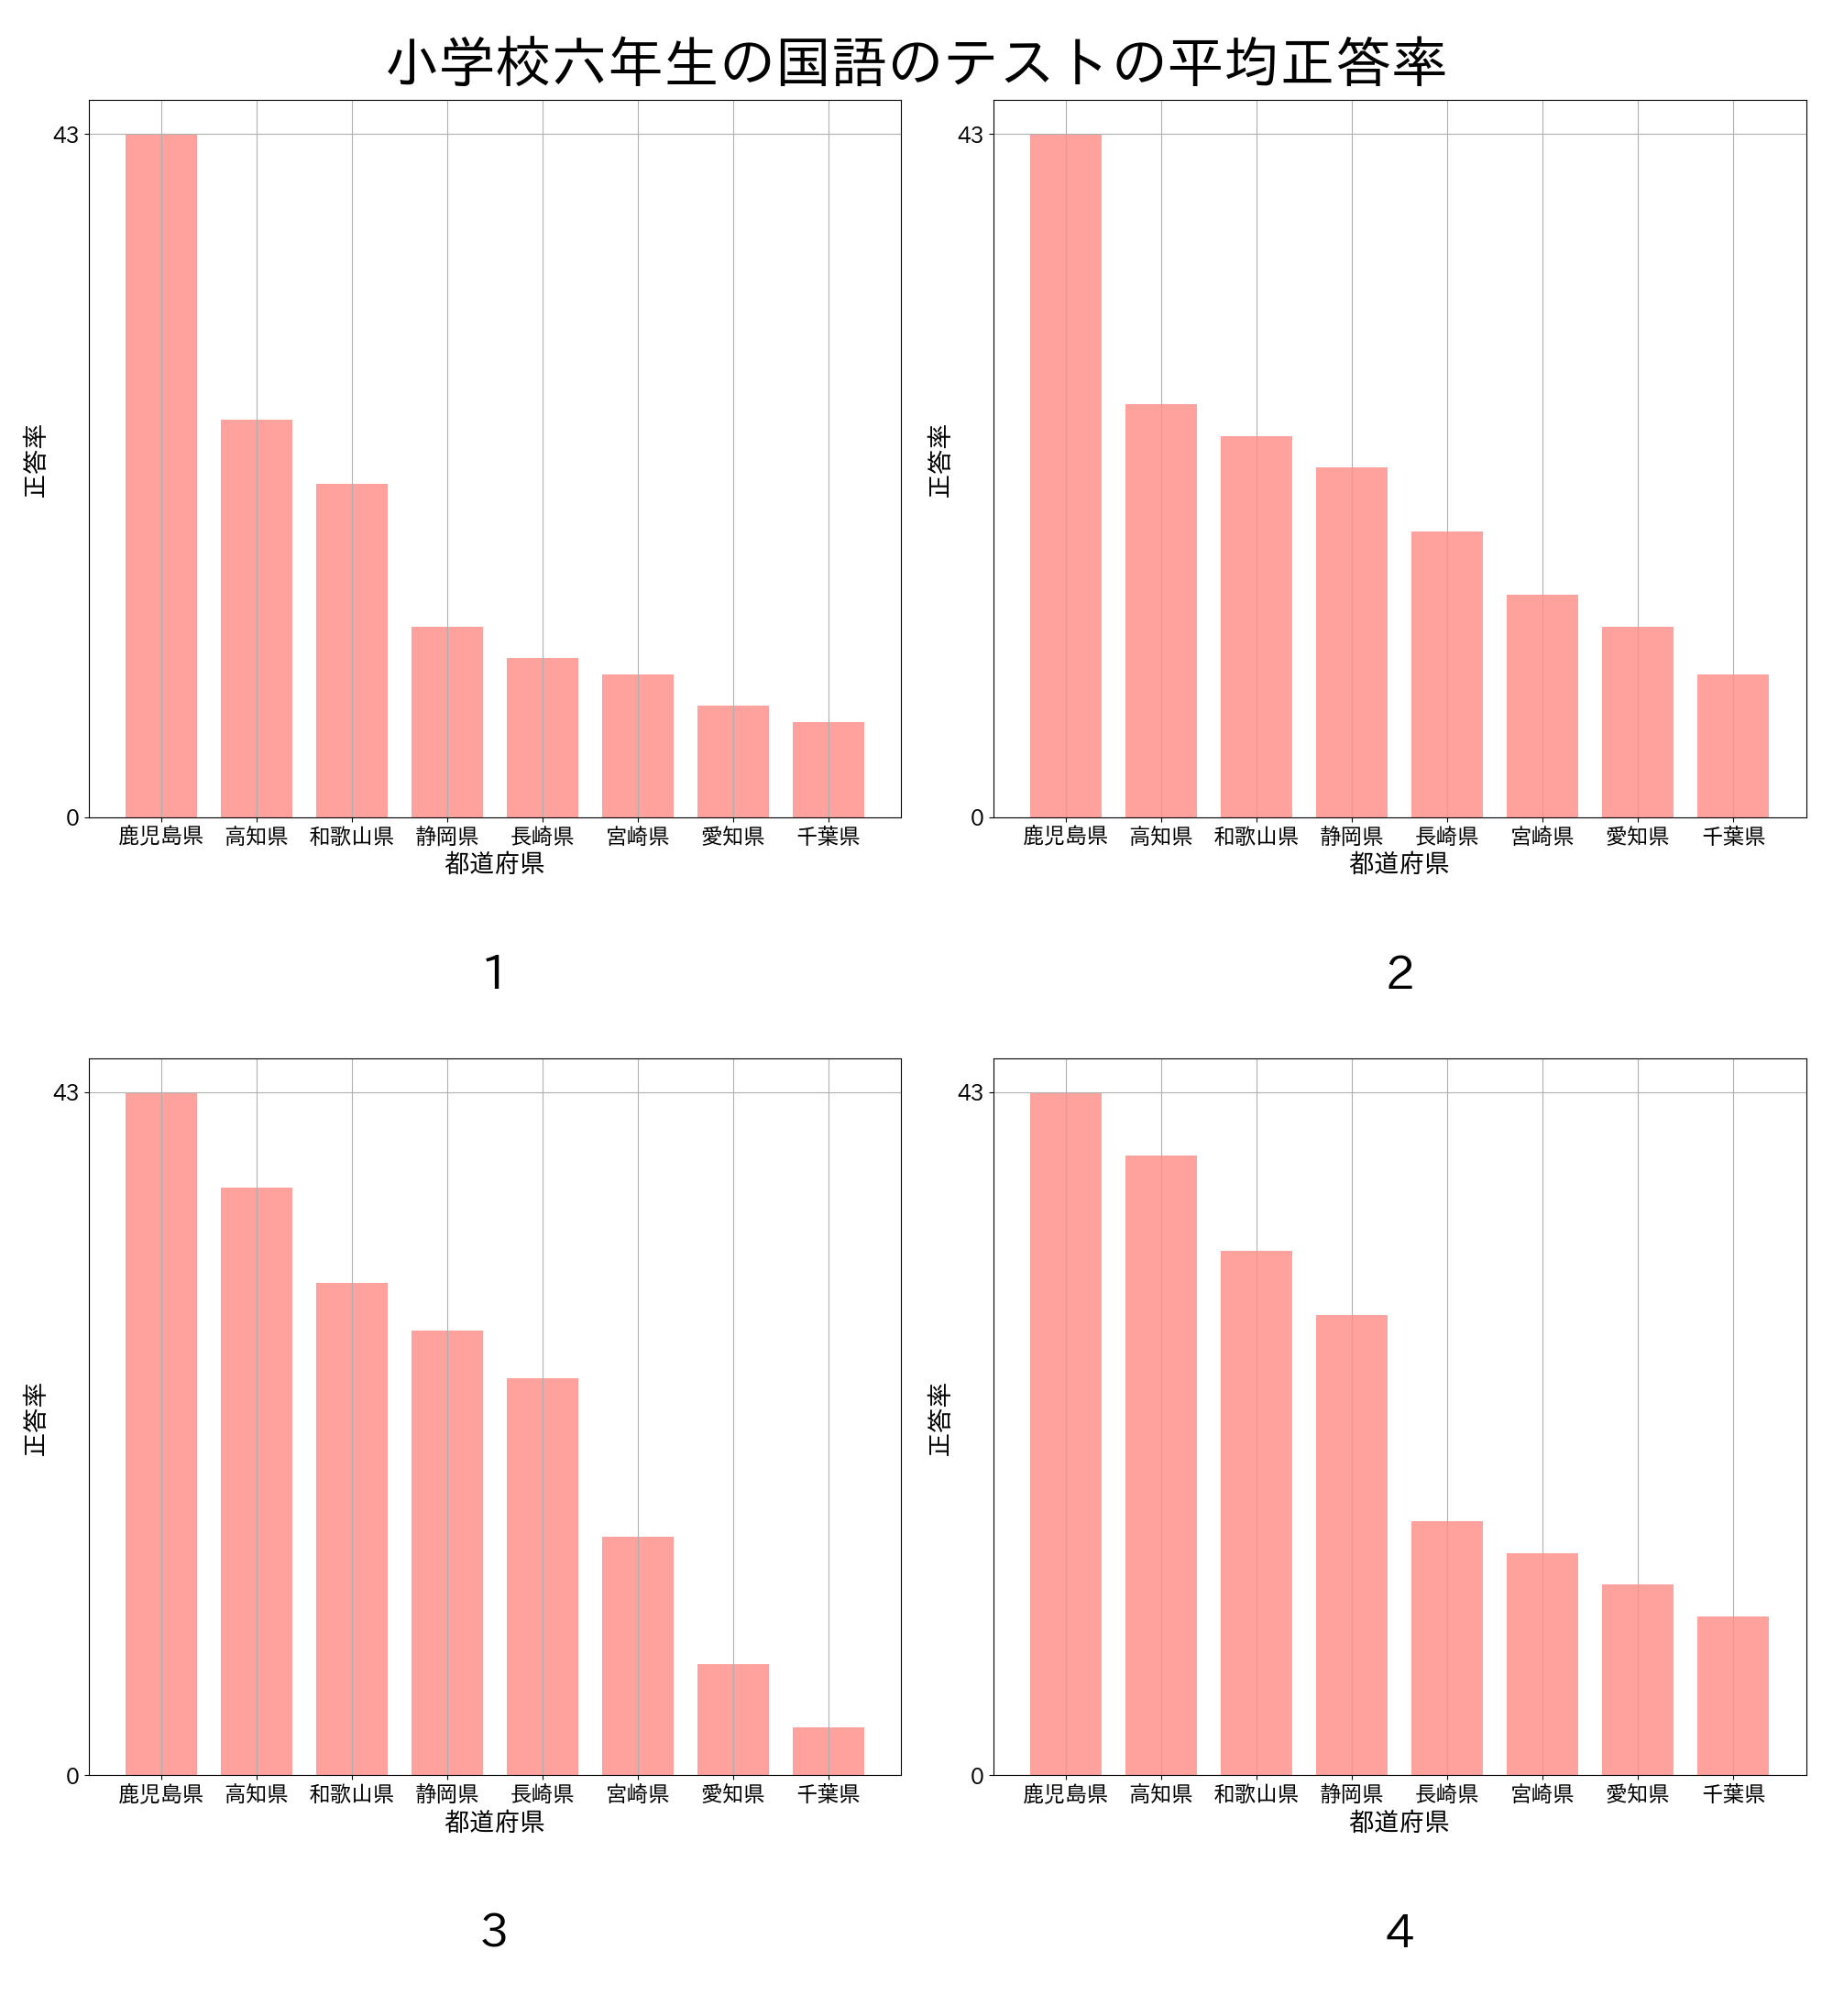 小学校六年生の国語のテストの平均正答率
43
0
正答率
鹿児島県 高知県 和歌山県 静岡県 長崎県 宮崎県 愛知県 千葉県
都道府県
1
43
0
正答率
鹿児島県 高知県 和歌山県 静岡県 長崎県 宮崎県 愛知県 千葉県
都道府県
2
43
0
正答率
鹿児島県 高知県 和歌山県 静岡県 長崎県 宮崎県 愛知県 千葉県
都道府県
3
43
0
正答率
鹿児島県 高知県 和歌山県 静岡県 長崎県 宮崎県 愛知県 千葉県
都道府県
4